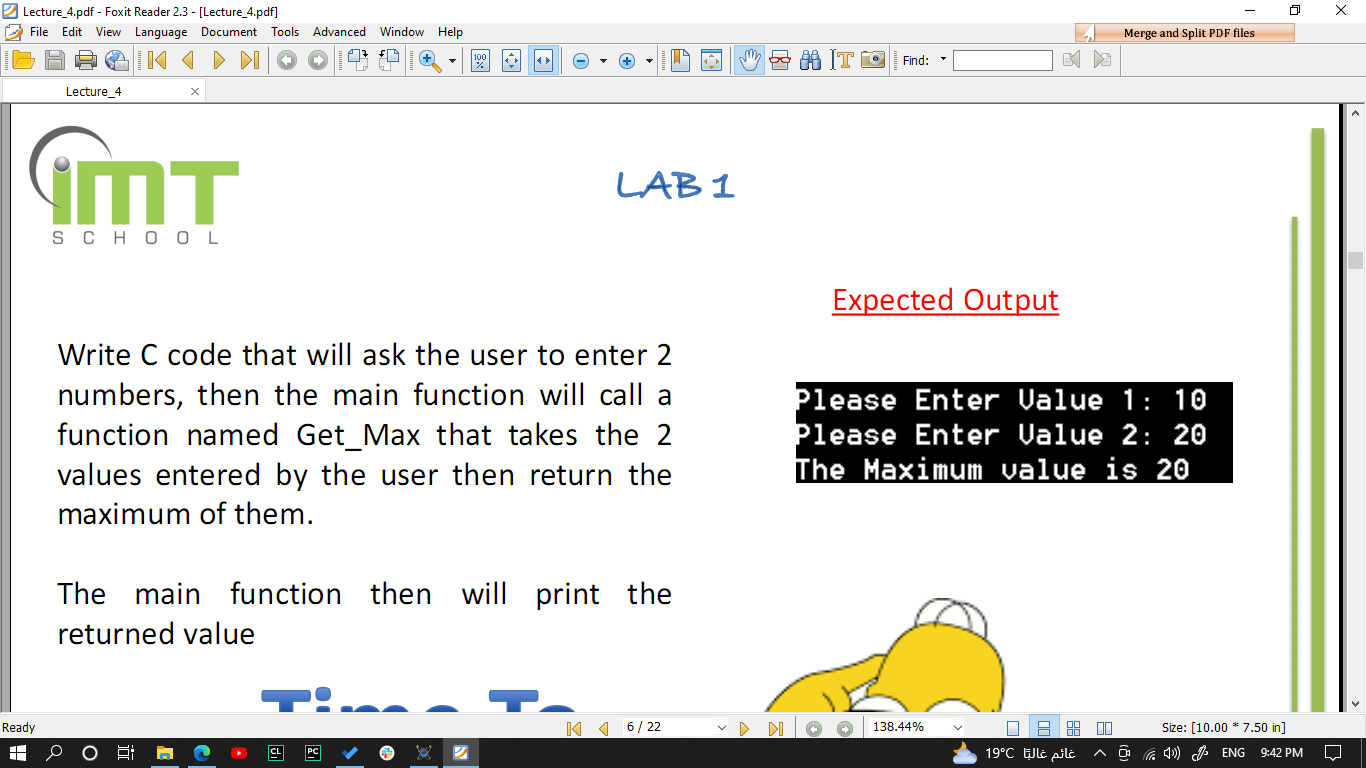 Lecture_4.pdf - Foxit Reader 2.3 - [Lecture_4.pdf]
File Edit View Language Document Tools Advanced Window Help
Merge and Split PDF files
100 %
Find:
Lecture_4
iMT
SCHOOL
LAB 1
Expected Output
Write C code that will ask the user to enter 2
numbers, then the main function will call a
function named Get_Max that takes the 2
values entered by the user then return the
maximum of them.
The main function then will print the
returned value
Please Enter Value 1: 10
Please Enter Value 2: 20
The Maximum value is 20
Time To
Ready
6 / 22
138.44%
Size: [10.00 * 7.50 in]
CL
PC
19°C غائم غالبًا
ENG
9:42 PM